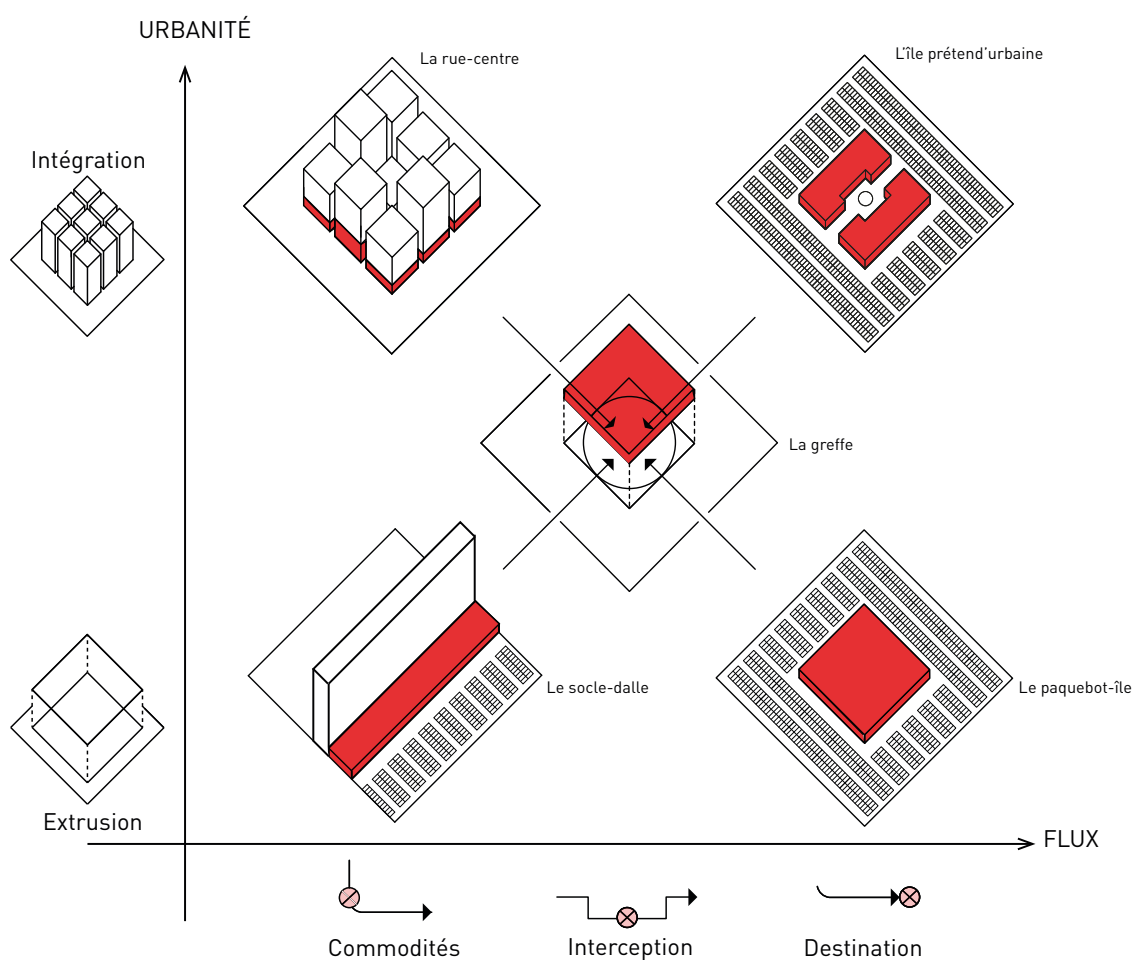 URBANITÉ
La rue-centre
L'île prétend'urbaine
Intégration
La greffe
Le socle-dalle
Le paquebot-île
Extrusion
FLUX
Commodités
Interception
Destination